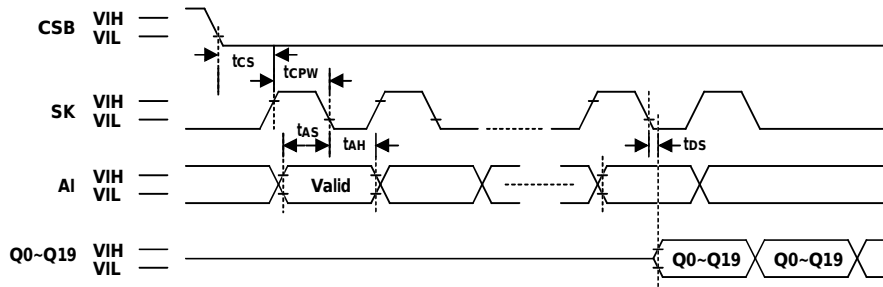 CSB VIH
VIL
tCS
tCPW
SK VIH
VIL
tAS
tAH
tDS
AI VIH
VIL
Valid
Q0~Q19 VIH
VIL
Q0~Q19 Q0~Q19